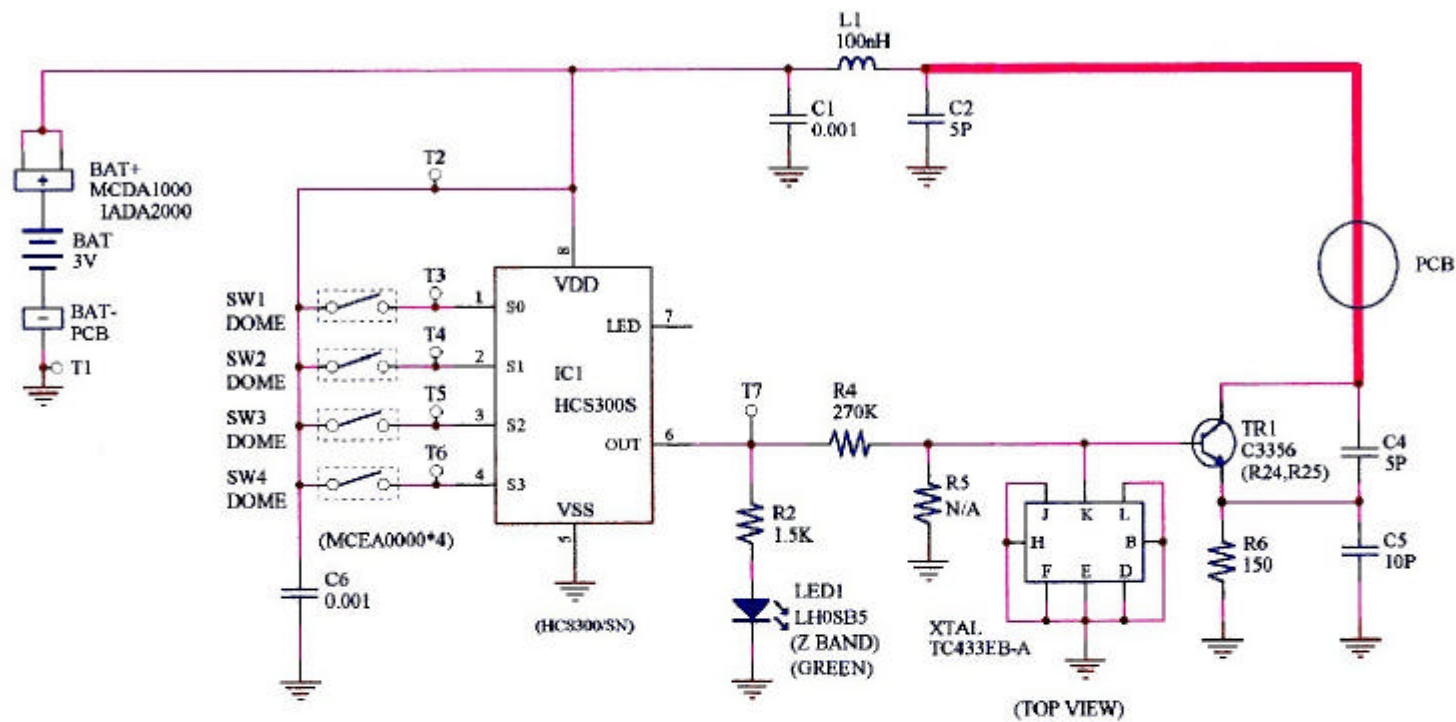 L1
100nH
C1
0.001
C2
5P
BAT+
MCDA1000
IADA2000
+
BAT
3V
-
BAT-
PCB
T1
T2
PCB
8
VDD
SW1
DOME
T3
1
S0
LED
7
SW2
DOME
T4
2
S1
IC1
HCS300S
SW3
DOME
T5
3
S2
OUT
6
T7
R4
270K
TR1
C3356
(R24,R25)
C4
5P
SW4
DOME
T6
4
S3
VSS
5
(MCEA0000*4)
R2
1.5K
R5
N/A
J
K
L
H
B
F
E
D
R6
150
C5
10P
C6
0.001
(HCS300/SN)
LED1
LH0SB5
(Z BAND)
(GREEN)
XTAL
TC433EB-A
(TOP VIEW)